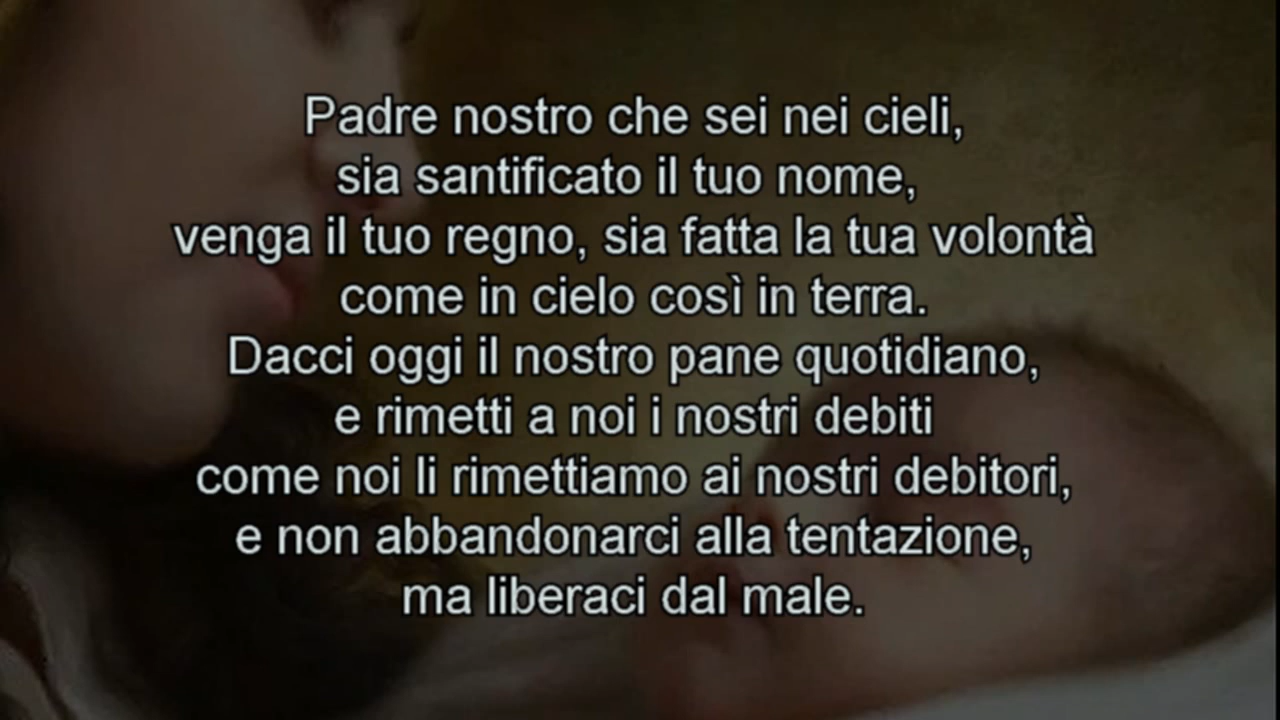 Padre nostro che sei nei cieli,
sia santificato il tuo nome,
venga il tuo regno, sia fatta la tua volontà
come in cielo così in terra.
Dacci oggi il nostro pane quotidiano,
e rimetti a noi i nostri debiti
come noi li rimettiamo ai nostri debitori,
e non abbandonarci alla tentazione,
ma liberaci dal male.